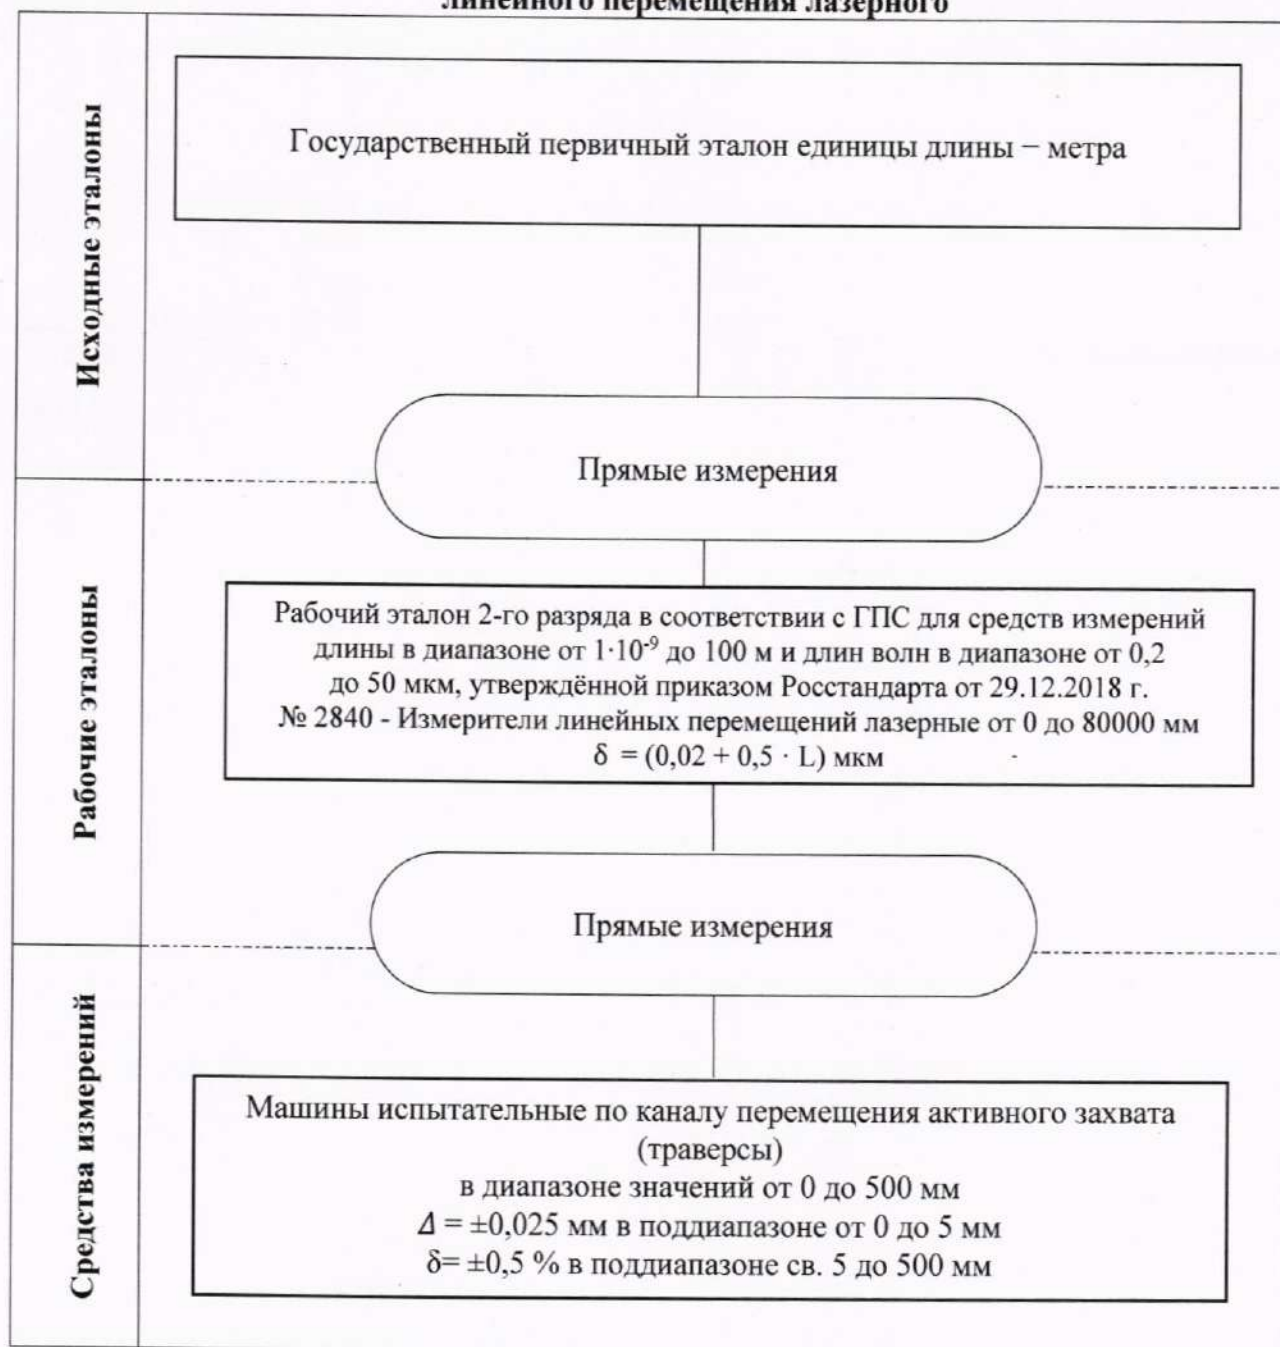 линейного перемещения лазерного
Исходные эталоны
Государственный первичный эталон единицы длины − метра
Прямые измерения
Рабочие эталоны
Рабочий эталон 2-го разряда в соответствии с ГПС для средств измерений
длины в диапазоне от 1·10⁻⁹ до 100 м и длин волн в диапазоне от 0,2
до 50 мкм, утверждённой приказом Росстандарта от 29.12.2018 г.
№ 2840 - Измерители линейных перемещений лазерные от 0 до 80000 мм
δ = (0,02 + 0,5 · L) мкм
Прямые измерения
Средства измерений
Машины испытательные по каналу перемещения активного захвата
(траверсы)
в диапазоне значений от 0 до 500 мм
Δ = ±0,025 мм в поддиапазоне от 0 до 5 мм
δ= ±0,5 % в поддиапазоне св. 5 до 500 мм